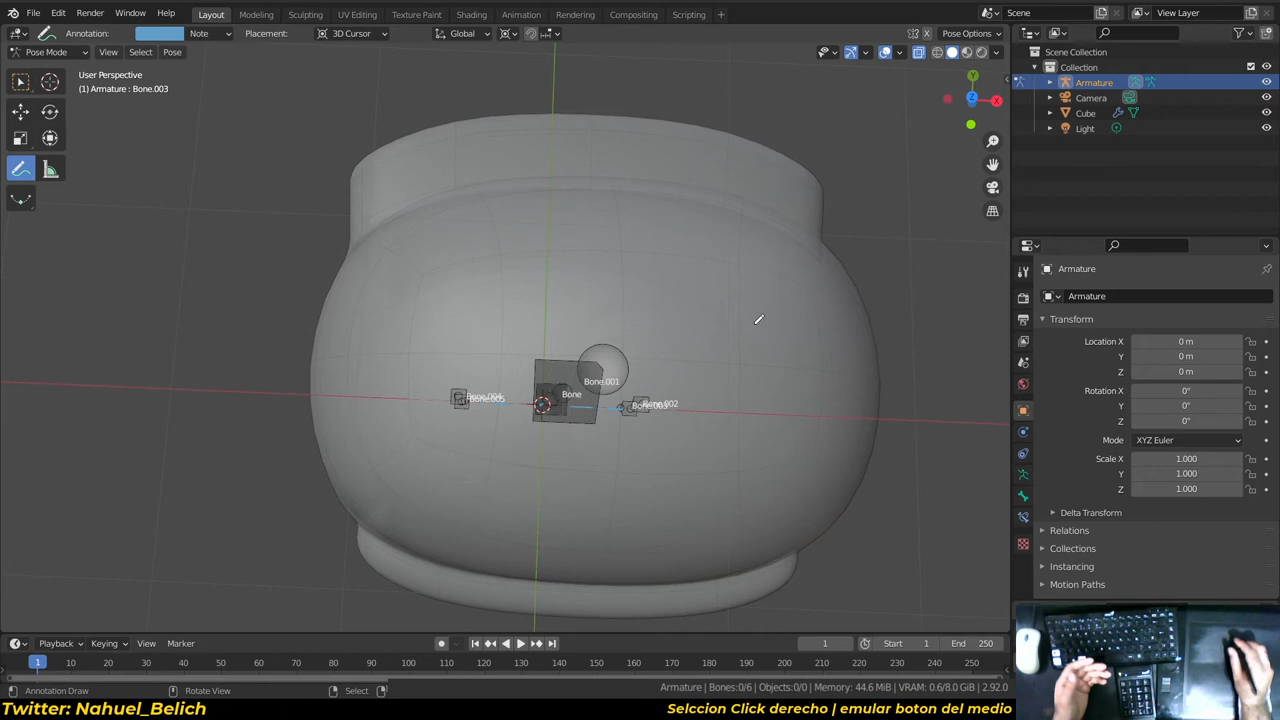 File Edit Render Window Help Layout Modeling Sculpting UV Editing Texture Paint Shading Animation Rendering Compositing Scripting + Scene View Layer
Annotation: Note Placement: 3D Cursor Global Pose Options
Pose Mode View Select Pose
User Perspective
(1) Armature : Bone.003
Y
Z X
Bone.001
Bone
Bone.005
Bone.002
Scene Collection
Collection
Armature
Camera
Cube
Light
Armature
Armature
Transform
Location X 0 m
Y 0 m
Z 0 m
Rotation X 0°
Y 0°
Z 0°
Mode XYZ Euler
Scale X 1.000
Y 1.000
Z 1.000
Delta Transform
Relations
Collections
Instancing
Motion Paths
Playback Keying View Marker 1 Start 1 End 250
1 10 20 30 40 50 60 70 80 90 100 110 120 130 140 150 160 170 180 190 200 210 220 230 240 250
Annotation Draw Rotate View Select Armature | Bones:0/6 | Objects:0/0 | Memory: 44.6 MiB | VRAM: 0.6/8.0 GiB | 2.92.0
Twitter: Nahuel_Belich Selccion Click derecho | emular boton del medio